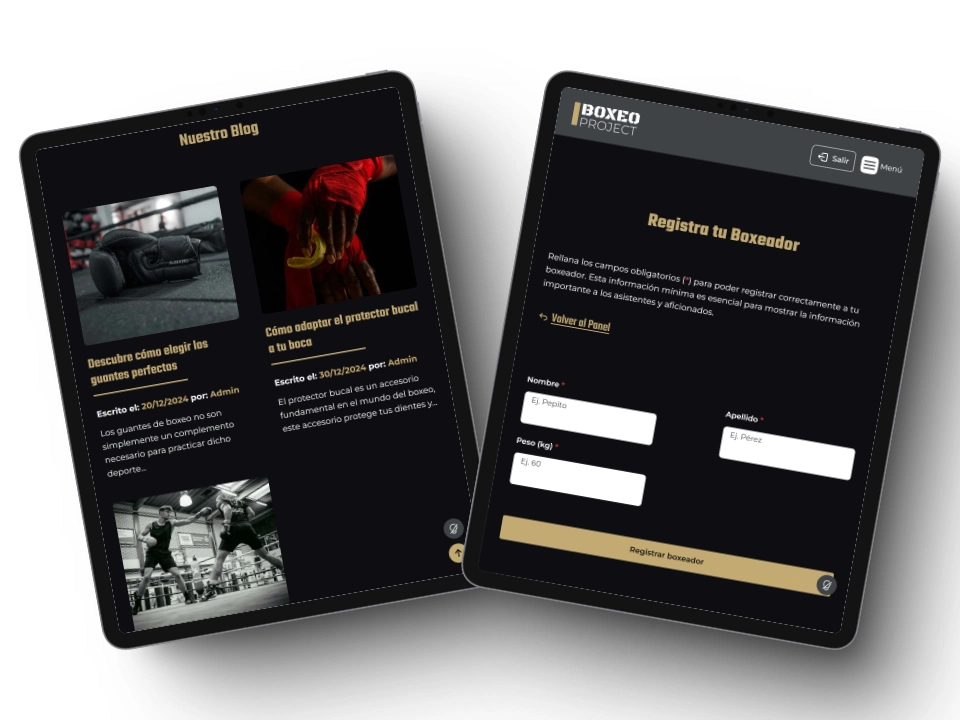 Nuestro Blog
Descubre cómo elegir los
guantes perfectos
Escrito el: 20/12/2024 por: Admin
Los guantes de boxeo no son
simplemente un complemento
necesario para practicar dicho
deporte...
Cómo adaptar el protector bucal
a tu boca
Escrito el: 30/12/2024 por: Admin
El protector bucal es un accesorio
fundamental en el mundo del boxeo,
este accesorio protege tus dientes y...
BOXEO
PROJECT
Salir
Menú
Registra tu Boxeador
Rellana los campos obligatorios (*) para poder registrar correctamente a tu
boxeador. Esta información mínima es esencial para mostrar la información
importante a los asistentes y aficionados.
Volver al Panel
Nombre *
Ej. Pepito
Apellido *
Ej. Pérez
Peso (kg) *
Ej. 60
Registrar boxeador